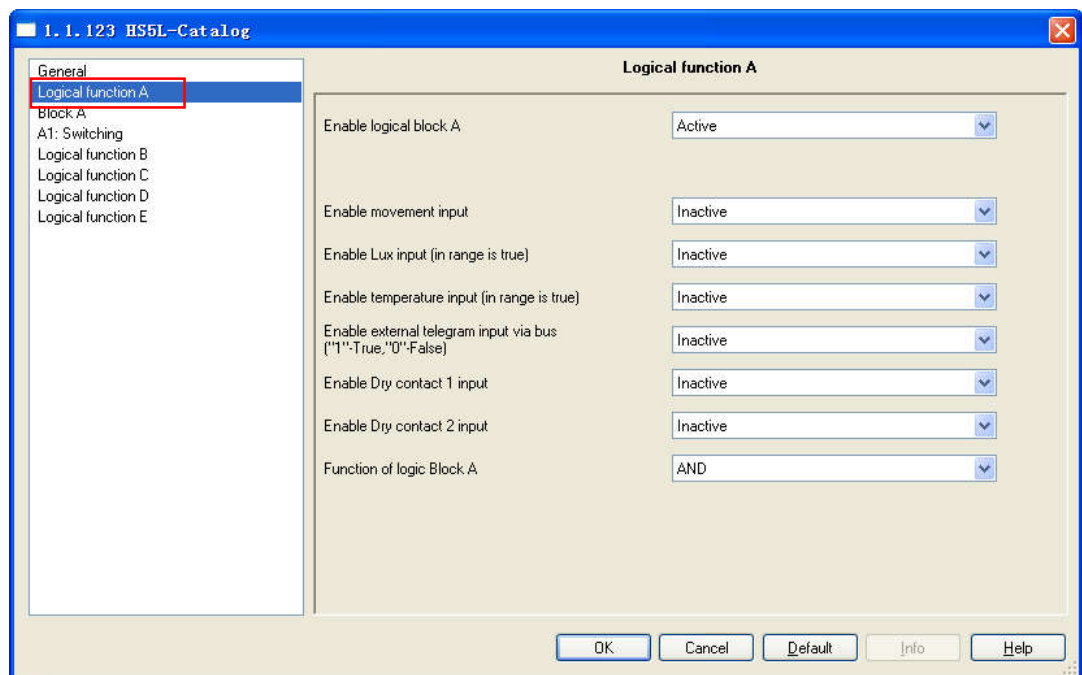 1.1.123 HS5L-Catalog
General
Logical function A
Block A
A1: Switching
Logical function B
Logical function C
Logical function D
Logical function E
Logical function A
Enable logical block A
Active
Enable movement input
Inactive
Enable Lux input (in range is true)
Inactive
Enable temperature input (in range is true)
Inactive
Enable external telegram input via bus
("1"-True,"0"-False)
Inactive
Enable Dry contact 1 input
Inactive
Enable Dry contact 2 input
Inactive
Function of logic Block A
AND
OK
Cancel
Default
Info
Help